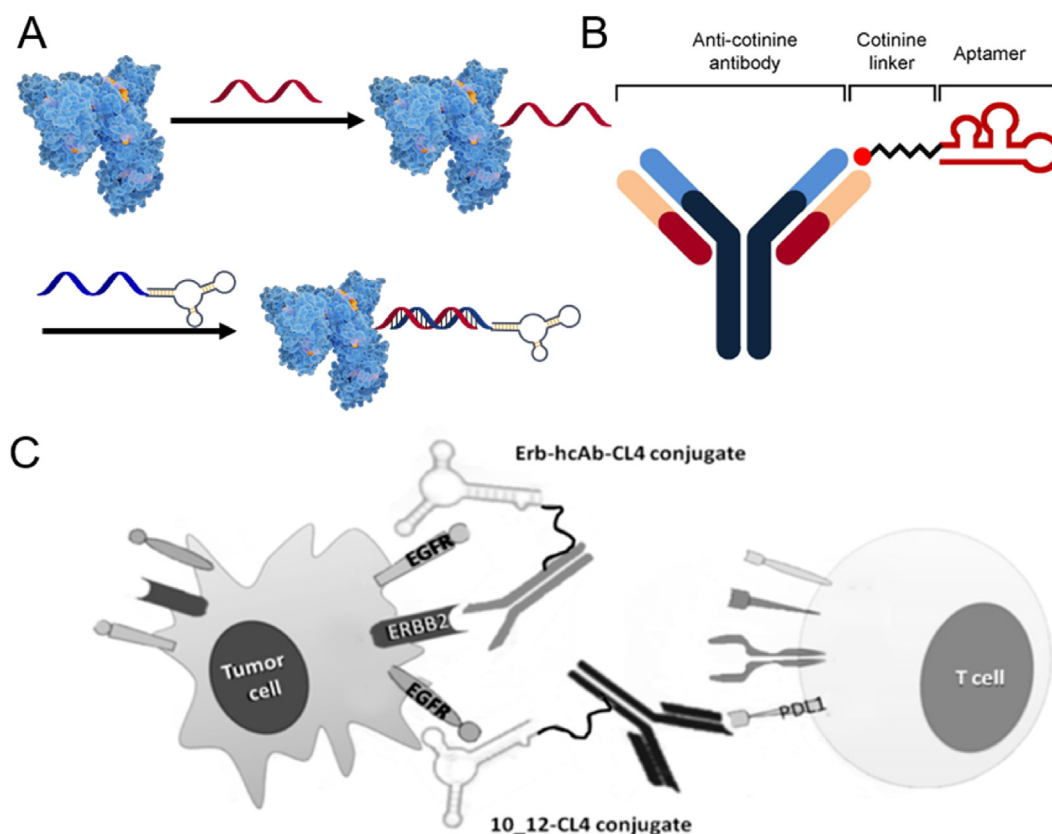 A
B
Anti-cotinine
antibody
Cotinine
linker
Aptamer
C
Erb-hcAb-CL4 conjugate
EGFR
ERBB2
Tumor
cell
EGFR
PDL1
T cell
10_12-CL4 conjugate